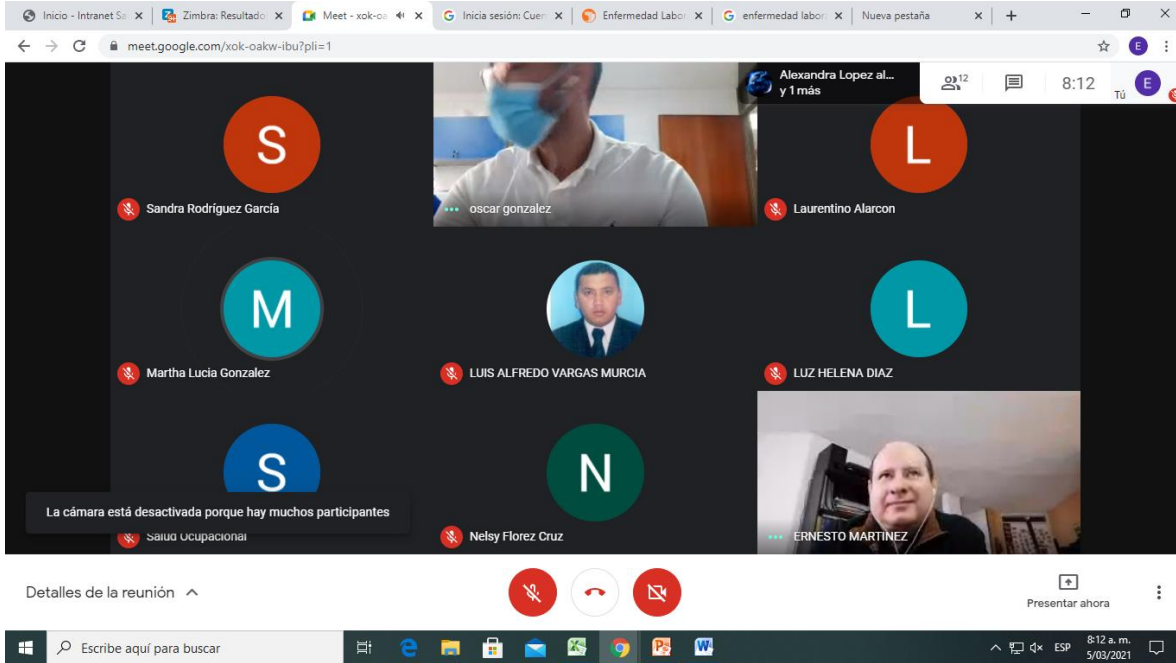 Inicio - Intranet Sa
Zimbra: Resultado
Meet - xok-oa
Inicia sesión: Cuen
Enfermedad Labor
enfermedad labor
Nueva pestaña
meet.google.com/xok-oakw-ibu?pli=1
E
Alexandra Lopez al...
y 1 más
12
8:12
Tú
E
S
Sandra Rodríguez García
oscar gonzalez
L
Laurentino Alarcon
M
Martha Lucia Gonzalez
LUIS ALFREDO VARGAS MURCIA
L
LUZ HELENA DIAZ
S
La cámara está desactivada porque hay muchos participantes
Salud Ocupacional
N
Nelsy Florez Cruz
ERNESTO MARTINEZ
Detalles de la reunión
Presentar ahora
Escribe aquí para buscar
ESP
8:12 a. m.
5/03/2021